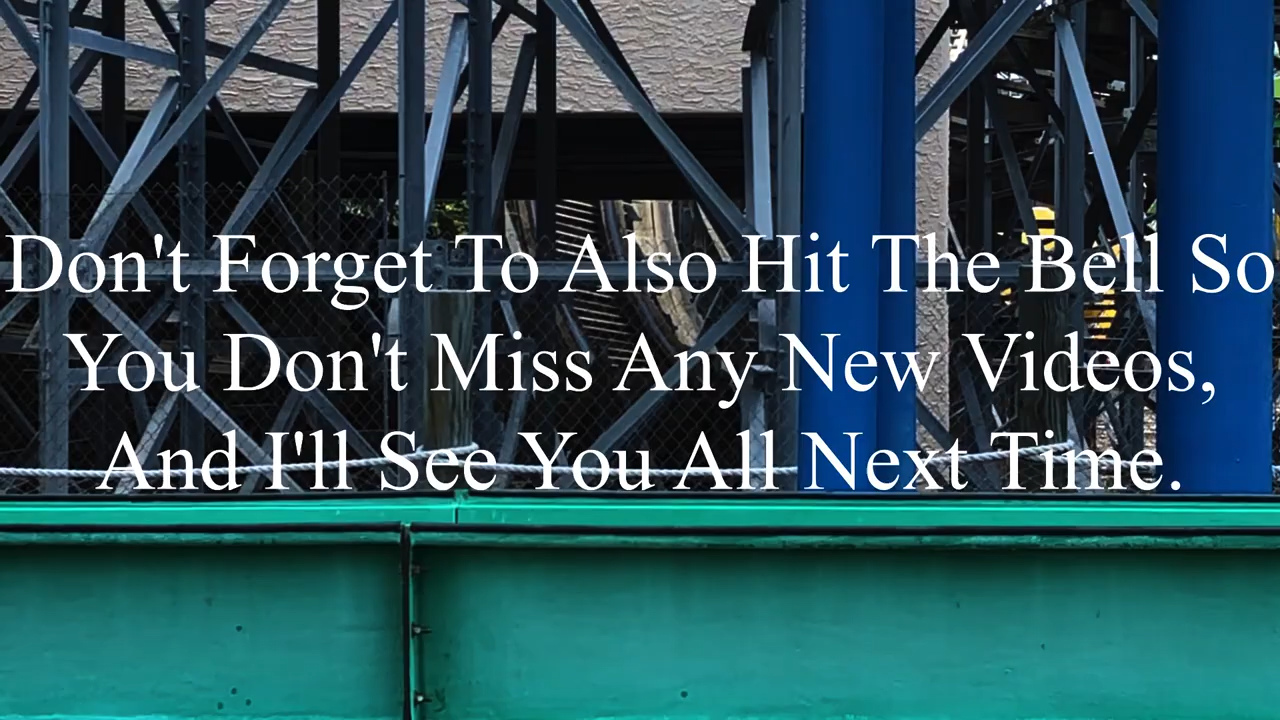 Don't Forget To Also Hit The Bell So
You Don't Miss Any New Videos,
And I'll See You All Next Time.